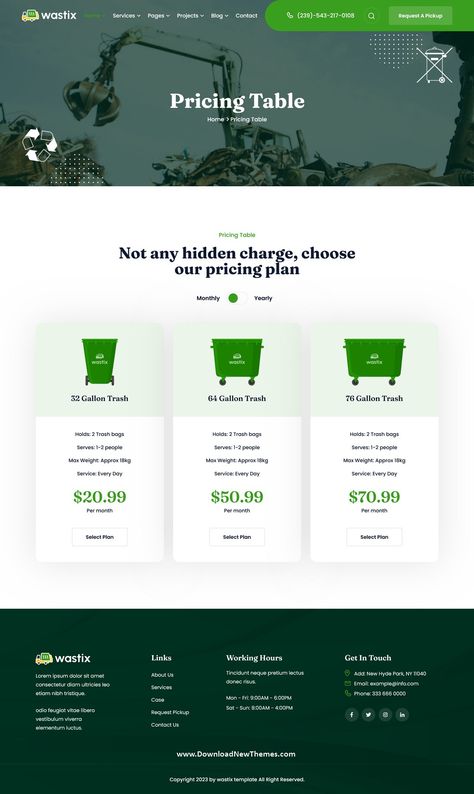 wastix
Home Services Pages Projects Blog Contact
(239)-543-217-0108
Request A Pickup
Pricing Table
Home > Pricing Table
Pricing Table
Not any hidden charge, choose
our pricing plan
Monthly Yearly
wastix wastix wastix
32 Gallon Trash 64 Gallon Trash 76 Gallon Trash
Holds: 2 Trash bags Holds: 2 Trash bags Holds: 2 Trash bags
Serves: 1-2 people Serves: 1-2 people Serves: 1-2 people
Max Weight: Approx 18kg Max Weight: Approx 18kg Max Weight: Approx 18kg
Service: Every Day Service: Every Day Service: Every Day
$20.99 $50.99 $70.99
Per month Per month Per month
Select Plan Select Plan Select Plan
wastix
Lorem ipsum dolor sit amet
consectetur diam ultricies leo
etiam nibh tristique.
odio feugiat vitae libero
vestibulum viverra
elementum luctus.
Links
About Us
Services
Case
Request Pickup
Contact Us
Working Hours
Tincidunt neque pretium lectus
donec risus.
Mon - Fri: 9:00AM - 6:00PM
Sat - Sun: 8:00AM - 4:00PM
Get In Touch
Add: New Hyde Park, NY 11040
Email: example@info.com
Phone: 333 666 0000
www.DownloadNewThemes.com
Copyright 2023 by wastix template All Right Reserved.